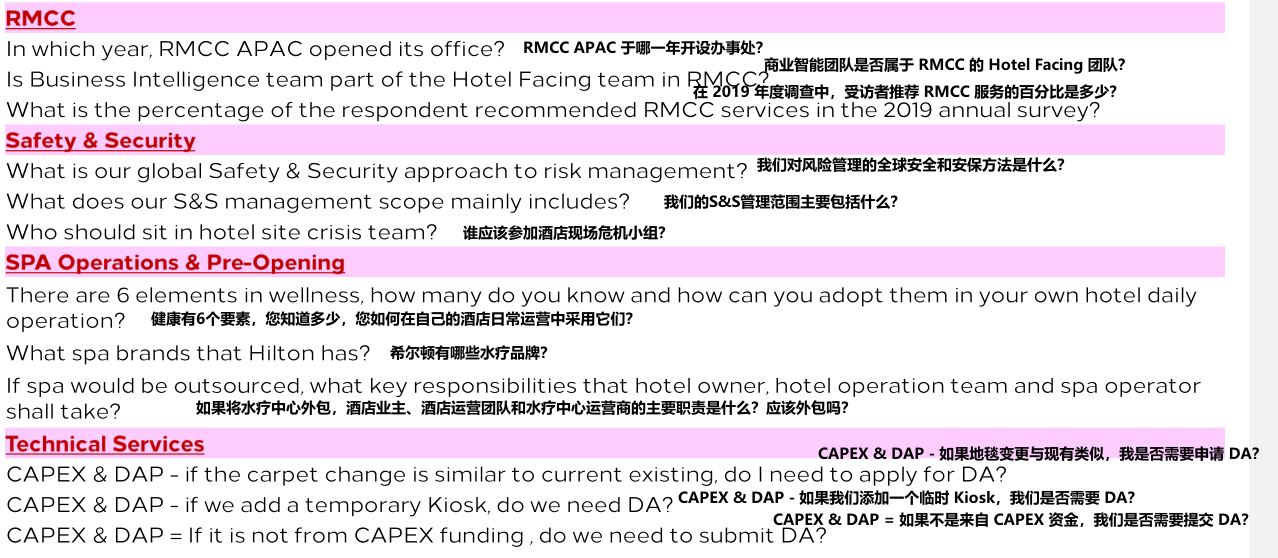 RMCC
In which year, RMCC APAC opened its office? RMCC APAC 于哪一年开设办事处?
商业智能团队是否属于 RMCC 的 Hotel Facing 团队?
Is Business Intelligence team part of the Hotel Facing team in RMCC?
在 2019 年度调查中，受访者推荐 RMCC 服务的百分比是多少?
What is the percentage of the respondent recommended RMCC services in the 2019 annual survey?
Safety & Security
What is our global Safety & Security approach to risk management? 我们对风险管理的全球安全和安保方法是什么?
What does our S&S management scope mainly includes? 我们的S&S管理范围主要包括什么?
Who should sit in hotel site crisis team? 谁应该参加酒店现场危机小组?
SPA Operations & Pre-Opening
There are 6 elements in wellness, how many do you know and how can you adopt them in your own hotel daily
operation? 健康有6个要素，您知道多少，您如何在自己的酒店日常运营中采用它们?
What spa brands that Hilton has? 希尔顿有哪些水疗品牌?
If spa would be outsourced, what key responsibilities that hotel owner, hotel operation team and spa operator
shall take? 如果将水疗中心外包，酒店业主、酒店运营团队和水疗中心运营商的主要职责是什么? 应该外包吗?
Technical Services
CAPEX & DAP - 如果地毯变更与现有类似，我是否需要申请 DA?
CAPEX & DAP - if the carpet change is similar to current existing, do I need to apply for DA?
CAPEX & DAP - if we add a temporary Kiosk, do we need DA? CAPEX & DAP - 如果我们添加一个临时 Kiosk，我们是否需要 DA?
CAPEX & DAP = 如果不是来自 CAPEX 资金，我们是否需要提交 DA?
CAPEX & DAP = If it is not from CAPEX funding , do we need to submit DA?